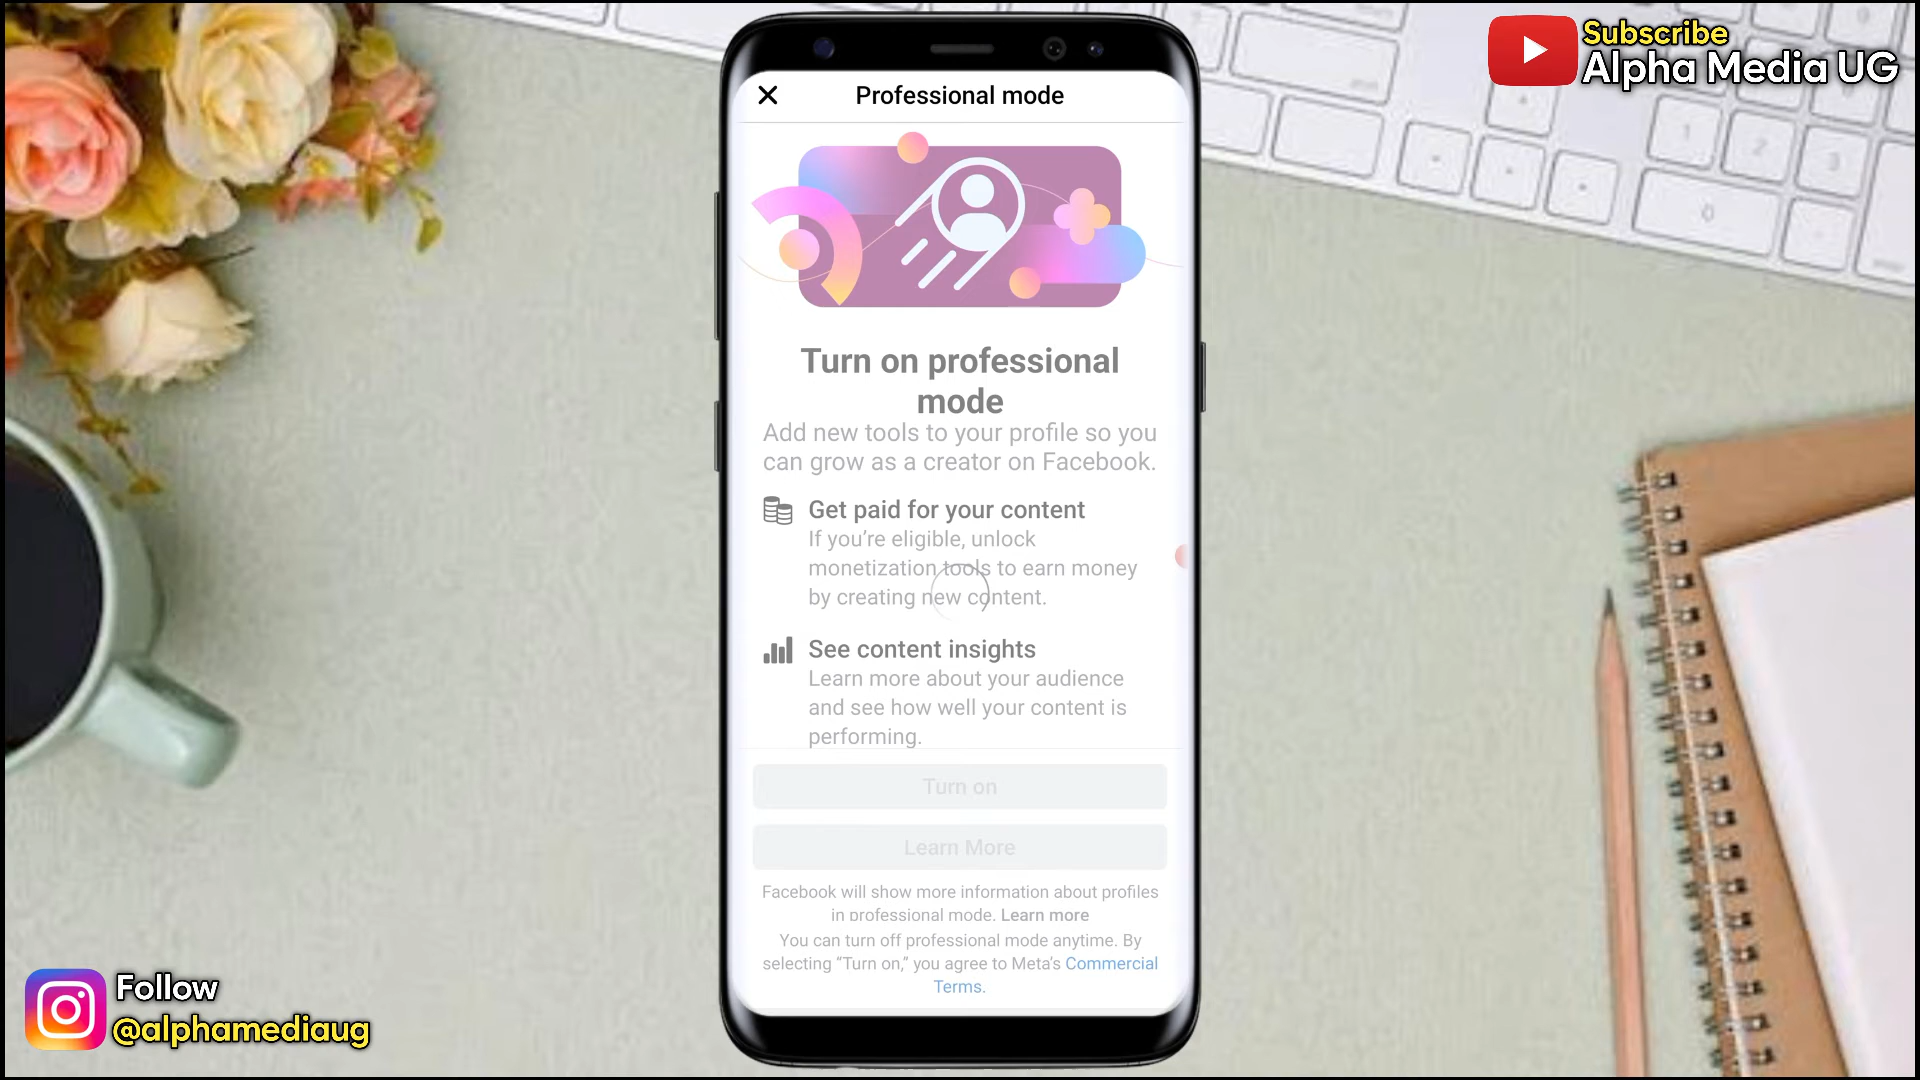 Subscribe
Alpha Media UG
Professional mode
Turn on professional
mode
Add new tools to your profile so you
can grow as a creator on Facebook.
Get paid for your content
If you’re eligible, unlock
monetization tools to earn money
by creating new content.
See content insights
Learn more about your audience
and see how well your content is
performing.
Turn on
Learn More
Facebook will show more information about profiles
in professional mode. Learn more
You can turn off professional mode anytime. By
selecting “Turn on,” you agree to Meta’s Commercial
Terms.
Follow
@alphamediaug
1
2
3
0